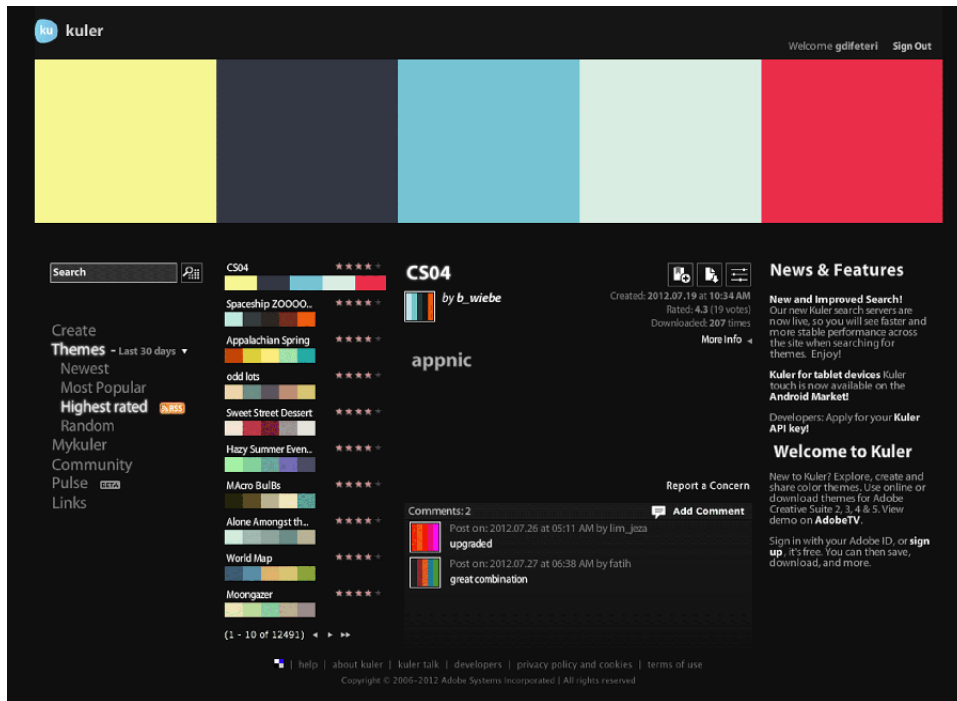 ku kuler
Welcome gdifeteri Sign Out
Search
Create
Themes - Last 30 days
Newest
Most Popular
Highest rated RSS
Random
Mykuler
Community
Pulse BETA
Links
CS04
Spaceship ZOOOO...
Appalachian Spring
odd lots
Sweet Street Dessert
Hazy Summer Even...
MAcro BulBs
Alone Amongst th...
World Map
Moongazer
(1 - 10 of 12491)
CS04
by b_wiebe
Created: 2012.07.19 at 10:34 AM
Rated: 4.3 (19 votes)
Downloaded: 207 times
More Info
appnic
Report a Concern
Comments: 2 Add Comment
Post on: 2012.07.26 at 05:11 AM by lim_jeza
upgraded
Post on: 2012.07.27 at 06:38 AM by fatih
great combination
News & Features
New and Improved Search!
Our new Kuler search servers are
now live, so you will see faster and
more stable performance across
the site when searching for
themes. Enjoy!
Kuler for tablet devices Kuler
touch is now available on the
Android Market!
Developers: Apply for your Kuler
API key!
Welcome to Kuler
New to Kuler? Explore, create and
share color themes. Use online or
download themes for Adobe
Creative Suite 2, 3, 4 & 5. View
demo on AdobeTV.
Sign in with your Adobe ID, or sign
up, it's free. You can then save,
download, and more.
| help | about kuler | kuler talk | developers | privacy policy and cookies | terms of use
Copyright © 2006-2012 Adobe Systems Incorporated | All rights reserved